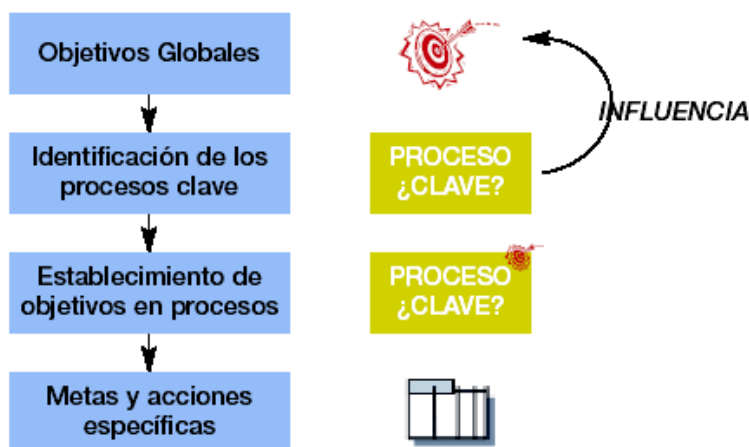 Objetivos Globales
INFLUENCIA
Identificación de los
procesos clave
PROCESO
¿CLAVE?
Establecimiento de
objetivos en procesos
PROCESO
¿CLAVE?
Metas y acciones
específicas